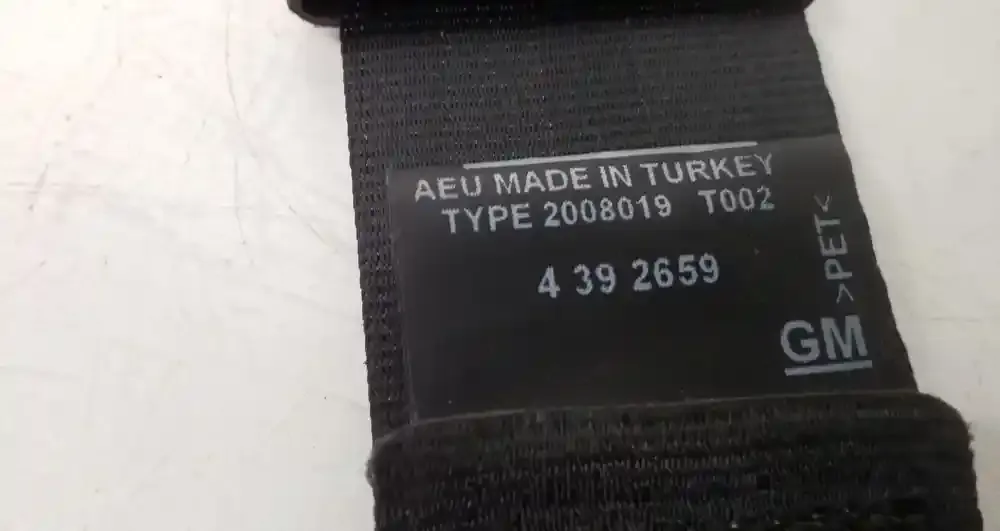 AEU MADE IN TURKEY
TYPE 2008019 T002
4 39 2659
>PET<
GM